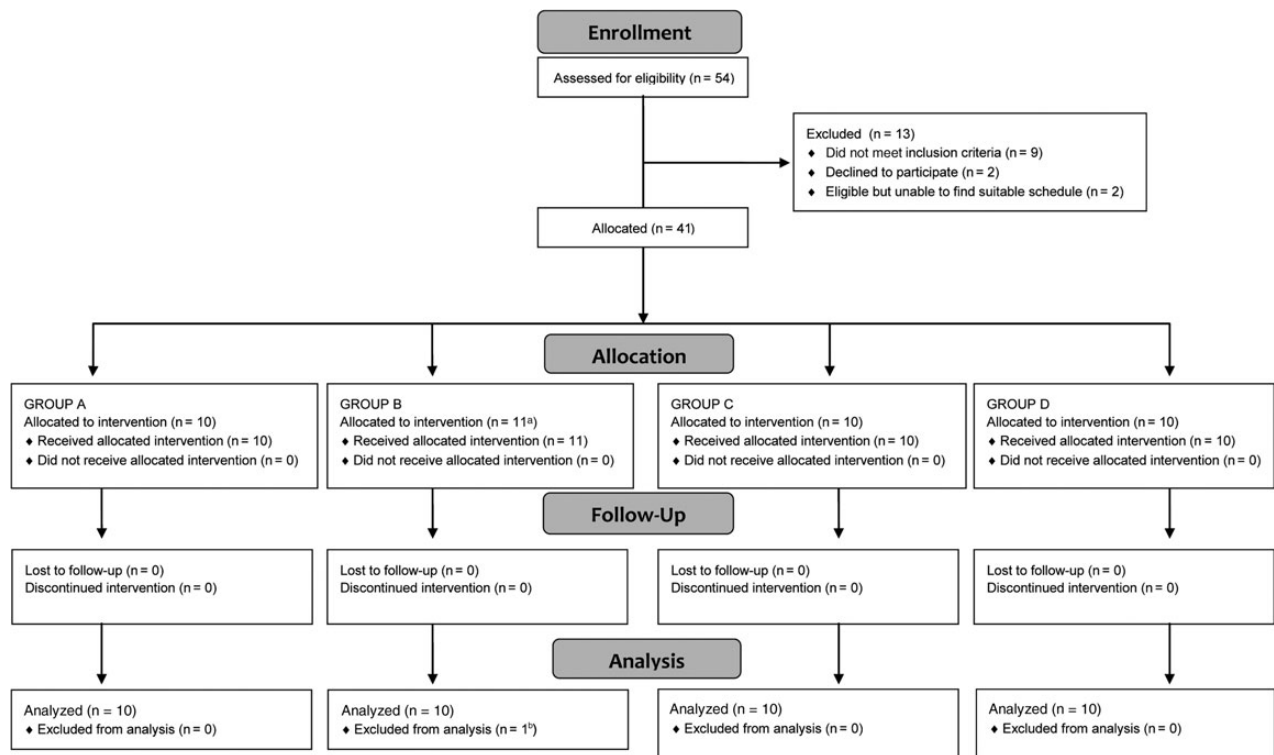 Enrollment
Assessed for eligibility (n = 54)
Excluded (n = 13)
♦ Did not meet inclusion criteria (n = 9)
♦ Declined to participate (n = 2)
♦ Eligible but unable to find suitable schedule (n = 2)
Allocated (n = 41)
Allocation
GROUP A
Allocated to intervention (n = 10)
♦ Received allocated intervention (n = 10)
♦ Did not receive allocated intervention (n = 0)
GROUP B
Allocated to intervention (n = 11ª)
♦ Received allocated intervention (n = 11)
♦ Did not receive allocated intervention (n = 0)
GROUP C
Allocated to intervention (n = 10)
♦ Received allocated intervention (n = 10)
♦ Did not receive allocated intervention (n = 0)
GROUP D
Allocated to intervention (n = 10)
♦ Received allocated intervention (n = 10)
♦ Did not receive allocated intervention (n = 0)
Follow-Up
Lost to follow-up (n = 0)
Discontinued intervention (n = 0)
Lost to follow-up (n = 0)
Discontinued intervention (n = 0)
Lost to follow-up (n = 0)
Discontinued intervention (n = 0)
Lost to follow-up (n = 0)
Discontinued intervention (n = 0)
Analysis
Analyzed (n = 10)
♦ Excluded from analysis (n = 0)
Analyzed (n = 10)
♦ Excluded from analysis (n = 1ᵇ)
Analyzed (n = 10)
♦ Excluded from analysis (n = 0)
Analyzed (n = 10)
♦ Excluded from analysis (n = 0)